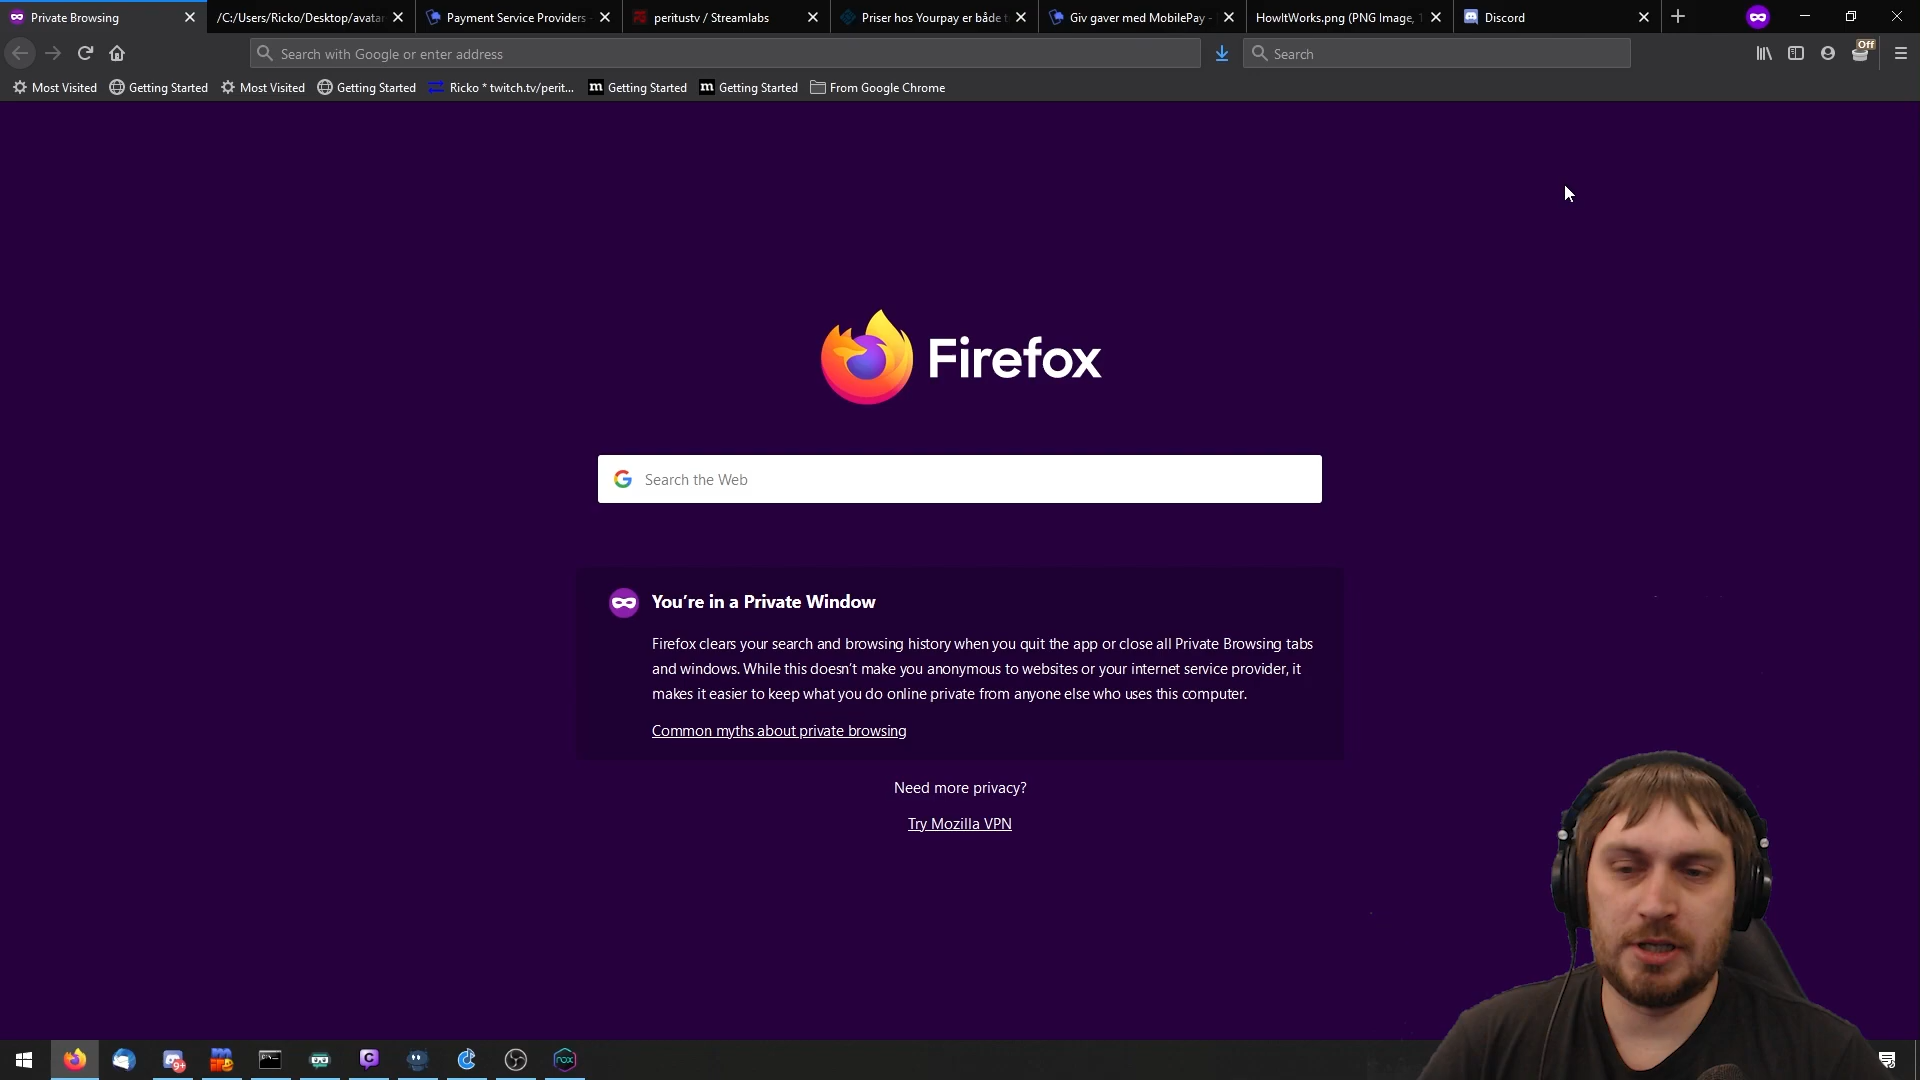 Private Browsing
/C:/Users/Ricko/Desktop/avatar
Payment Service Providers -
peritustv / Streamlabs
Priser hos Yourpay er både t
Giv gaver med MobilePay -
HowItWorks.png (PNG Image, 1
Discord
Search with Google or enter address
Search
Off
Most Visited
Getting Started
Most Visited
Getting Started
Ricko * twitch.tv/perit...
m Getting Started
m Getting Started
From Google Chrome
Firefox
G Search the Web
You're in a Private Window
Firefox clears your search and browsing history when you quit the app or close all Private Browsing tabs
and windows. While this doesn't make you anonymous to websites or your internet service provider, it
makes it easier to keep what you do online private from anyone else who uses this computer.
Common myths about private browsing
Need more privacy?
Try Mozilla VPN
9+
C
nox